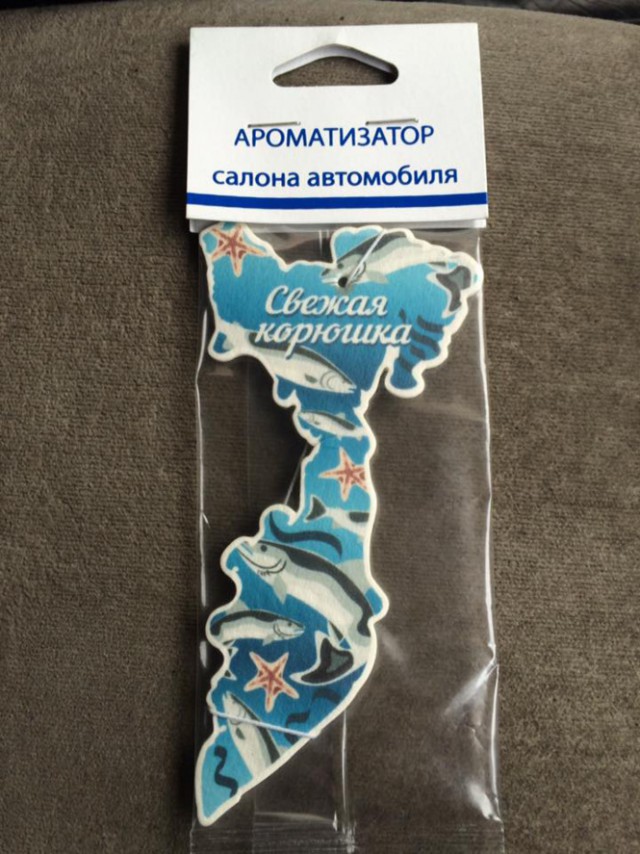 АРОМАТИЗАТОР
салона автомобиля
Свежая
корюшка